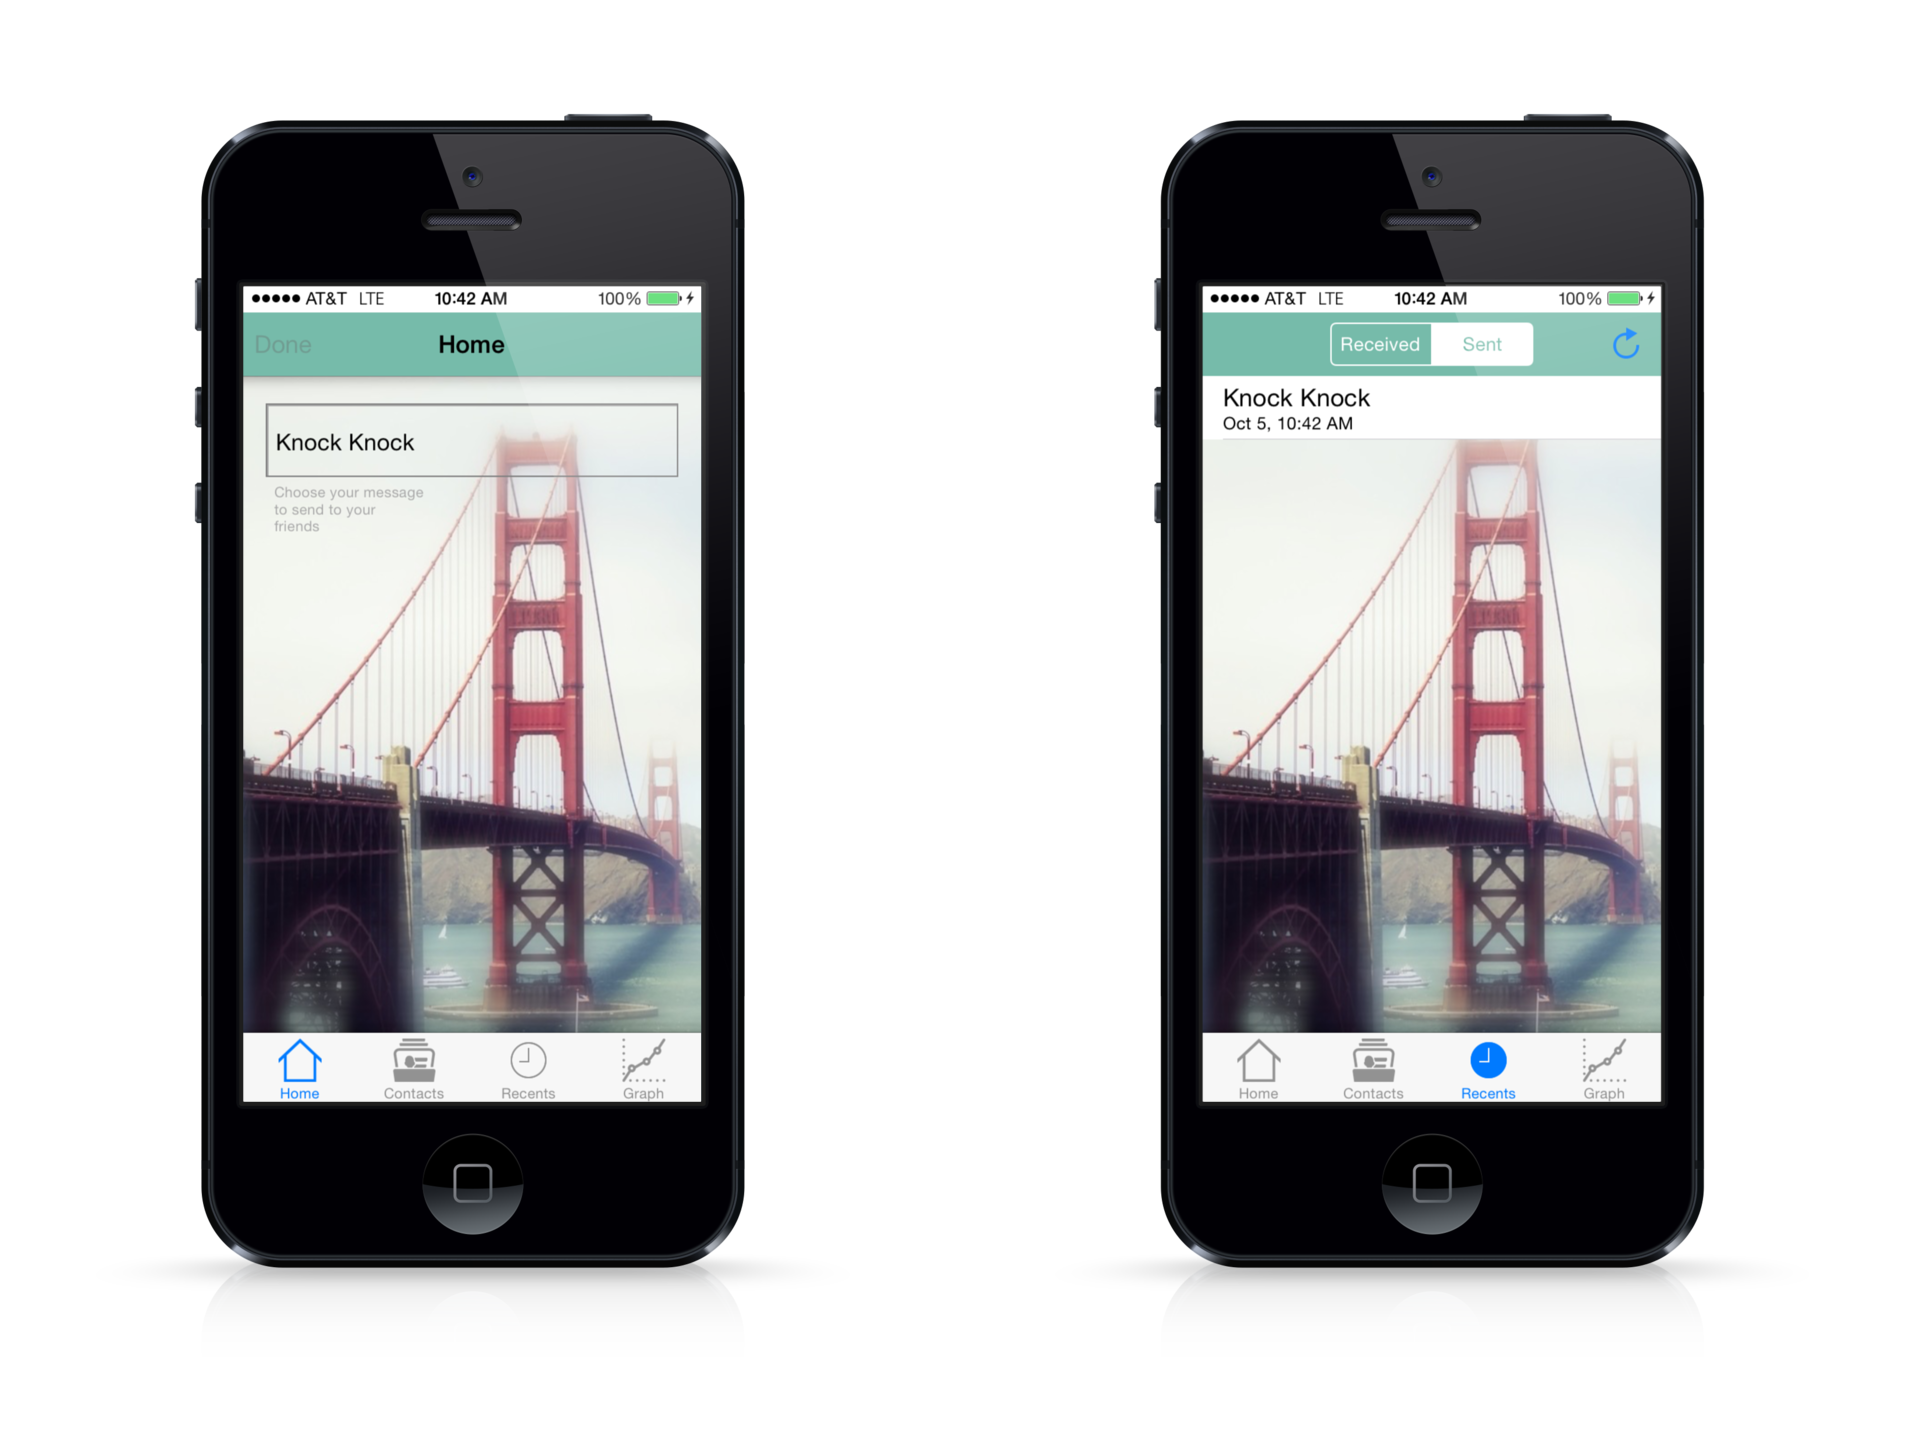 AT&T LTE 10:42 AM 100%
Done Home
Knock Knock
Choose your message
to send to your
friends
Home Contacts Recents Graph
AT&T LTE 10:42 AM 100%
Received Sent
Knock Knock
Oct 5, 10:42 AM
Home Contacts Recents Graph